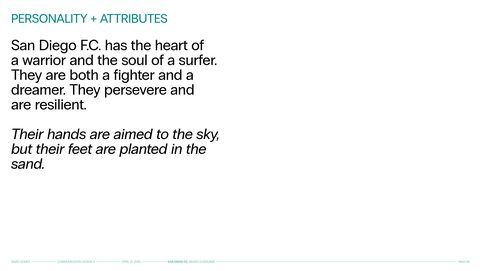 PERSONALITY + ATTRIBUTES
San Diego F.C. has the heart of
a warrior and the soul of a surfer.
They are both a fighter and a
dreamer. They persevere and
are resilient.
Their hands are aimed to the sky,
but their feet are planted in the
sand.